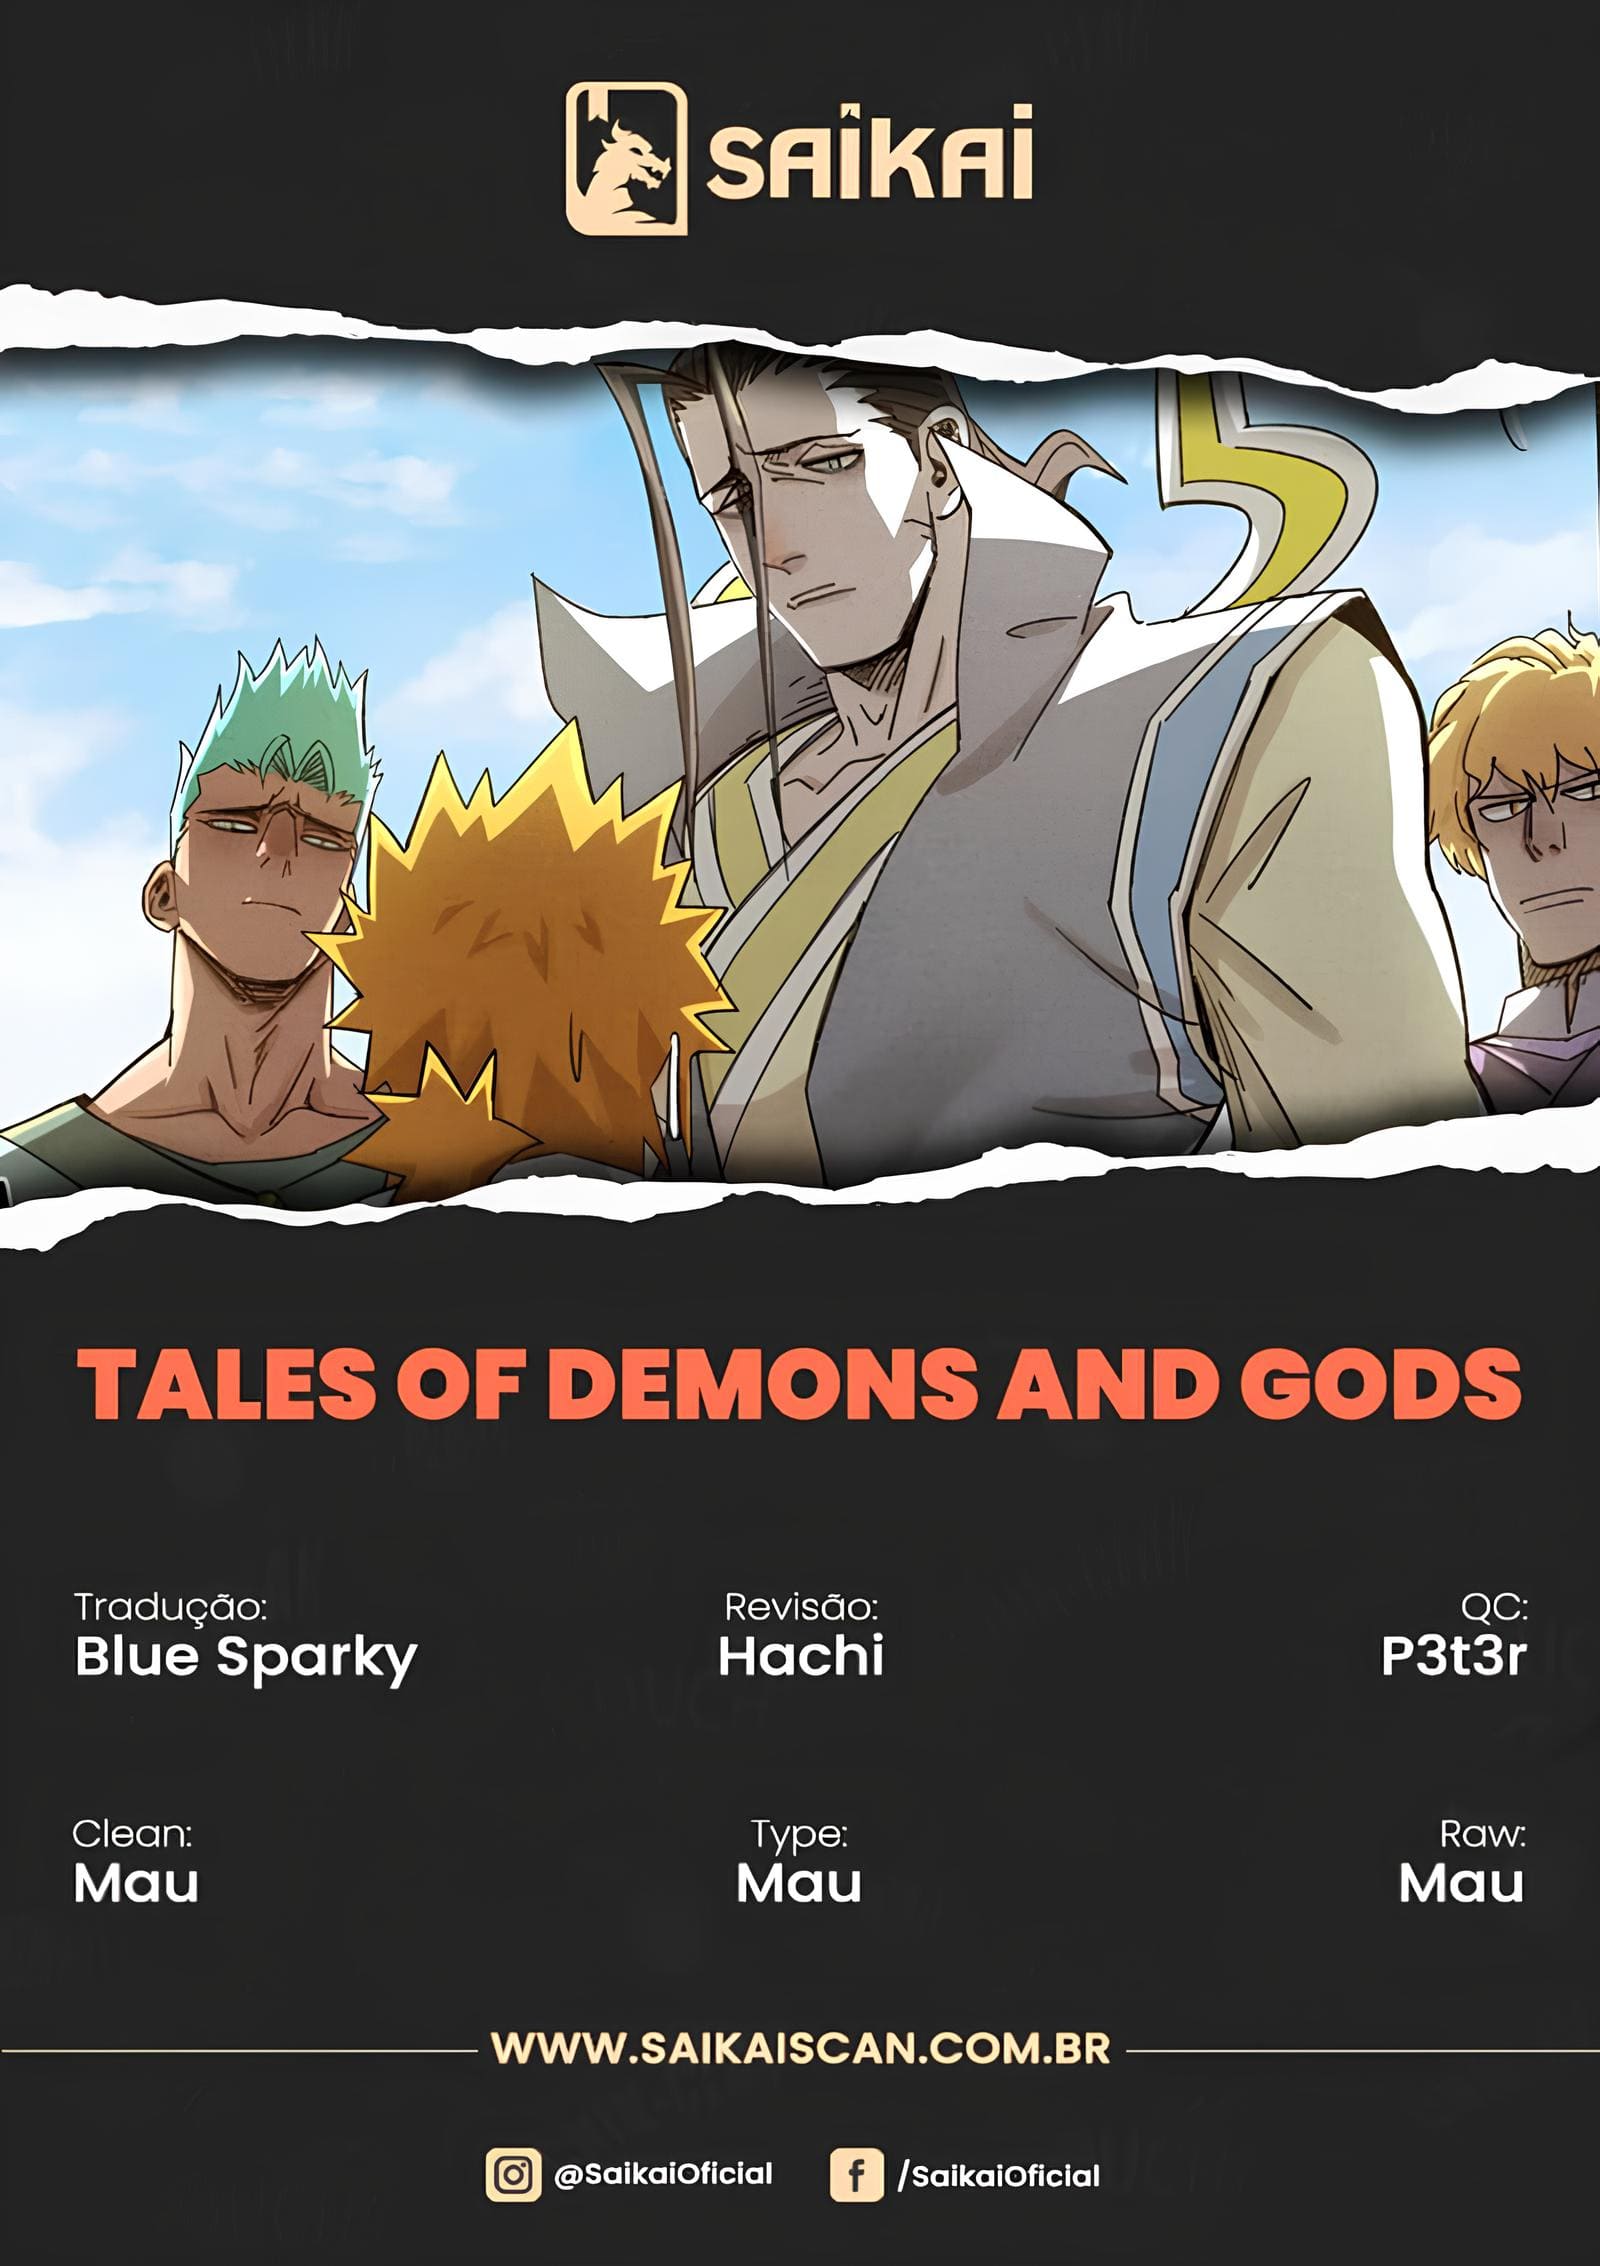 SAIKAI
TALES OF DEMONS AND GODS
Tradução:
Blue Sparky
Revisão:
Hachi
QC:
P3t3r
Clean:
Mau
Type:
Mau
Raw:
Mau
WWW.SAIKAISCAN.COM.BR
@SaikaiOficial
/SaikaiOficial